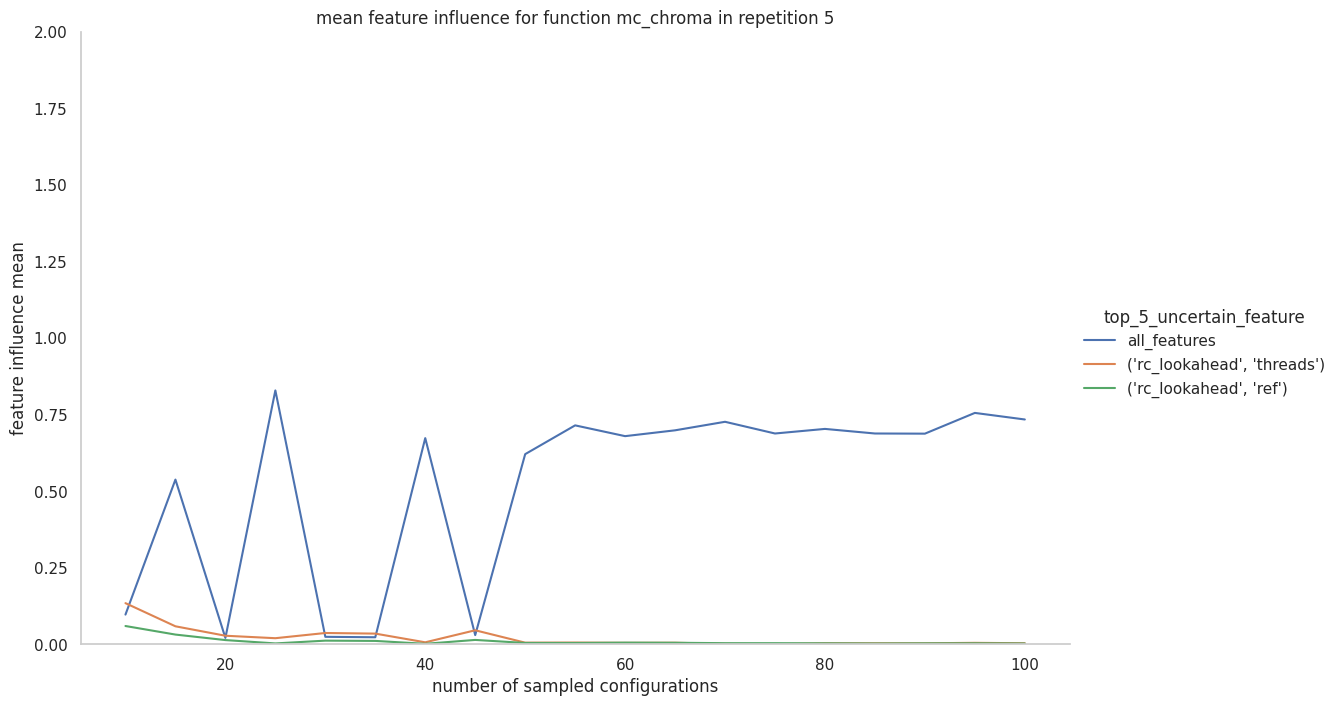 mean feature influence for function mc_chroma in repetition 5
2.00
1.75
1.50
1.25
1.00
0.75
0.50
0.25
0.00
feature influence mean
20
40
60
80
100
number of sampled configurations
top_5_uncertain_feature
all_features
('rc_lookahead', 'threads')
('rc_lookahead', 'ref')